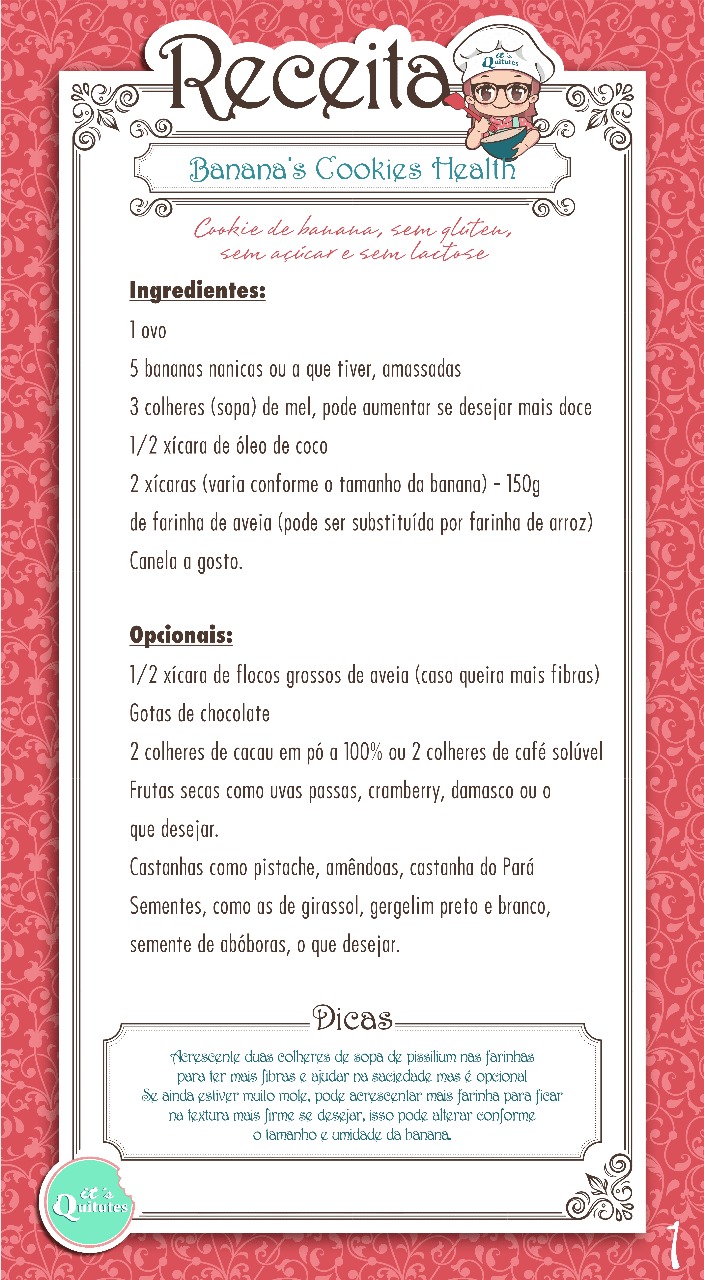 Receita
it's
Quitutes
Banana's Cookies Health
Cookie de banana, sem glúten,
sem açúcar e sem lactose
Ingredientes:
1 ovo
5 bananas nanicas ou a que tiver, amassadas
3 colheres (sopa) de mel, pode aumentar se desejar mais doce
1/2 xícara de óleo de coco
2 xícaras (varia conforme o tamanho da banana) - 150g
de farinha de aveia (pode ser substituída por farinha de arroz)
Canela a gosto.
Opcionais:
1/2 xícara de flocos grossos de aveia (caso queira mais fibras)
Gotas de chocolate
2 colheres de cacau em pó a 100% ou 2 colheres de café solúvel
Frutas secas como uvas passas, cramberry, damasco ou o
que desejar.
Castanhas como pistache, amêndoas, castanha do Pará
Sementes, como as de girassol, gergelim preto e branco,
semente de abóboras, o que desejar.
Dicas
Acrescente duas colheres de sopa de pissilium nas farinhas
para ter mais fibras e ajudar na saciedade mas é opcional
Se ainda estiver muito mole, pode acrescentar mais farinha para ficar
na textura mais firme se desejar, isso pode alterar conforme
o tamanho e umidade da banana.
it's
Quitutes
1